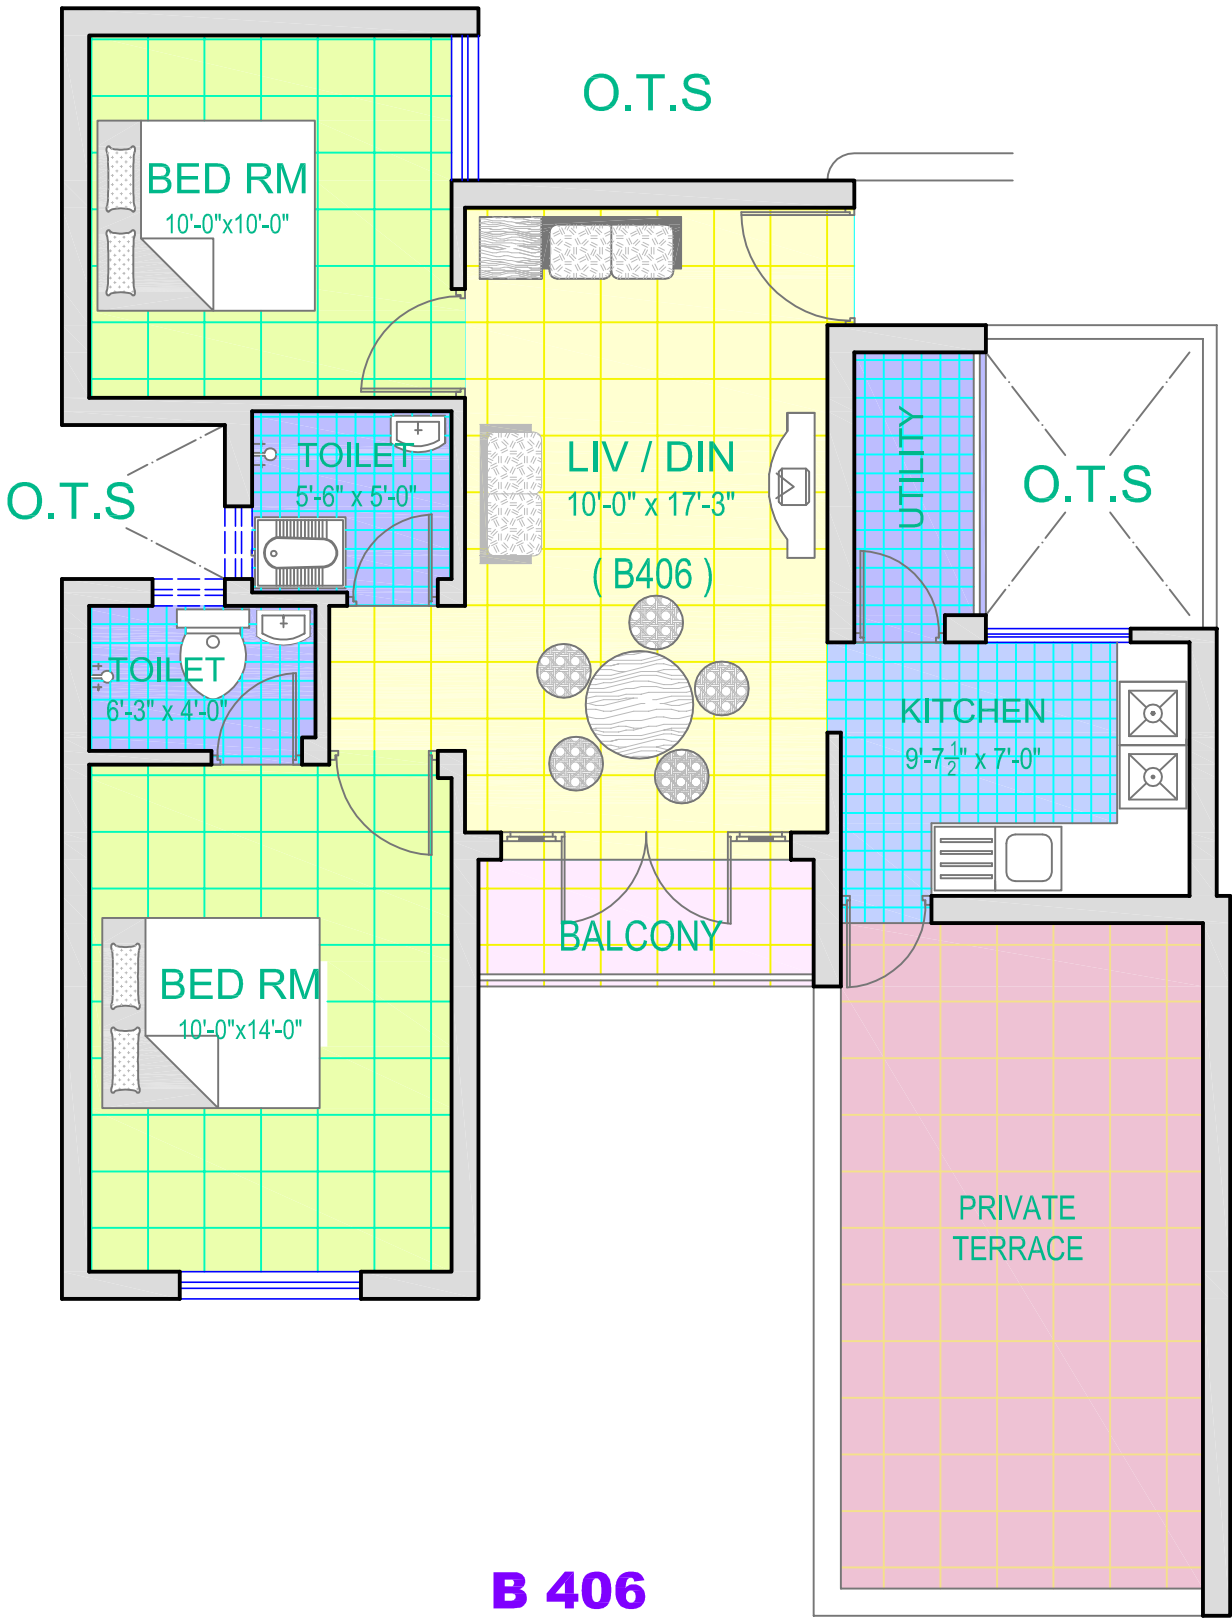 O.T.S
BED RM
10'-0"x10'-0"
LIV / DIN
10'-0" x 17'-3"
( B406 )
TOILET
5'-6" x 5'-0"
O.T.S
UTILITY
O.T.S
TOILET
6'-3" x 4'-0"
KITCHEN
9'-7½" x 7'-0"
BALCONY
BED RM
10'-0"x14'-0"
PRIVATE
TERRACE
B 406